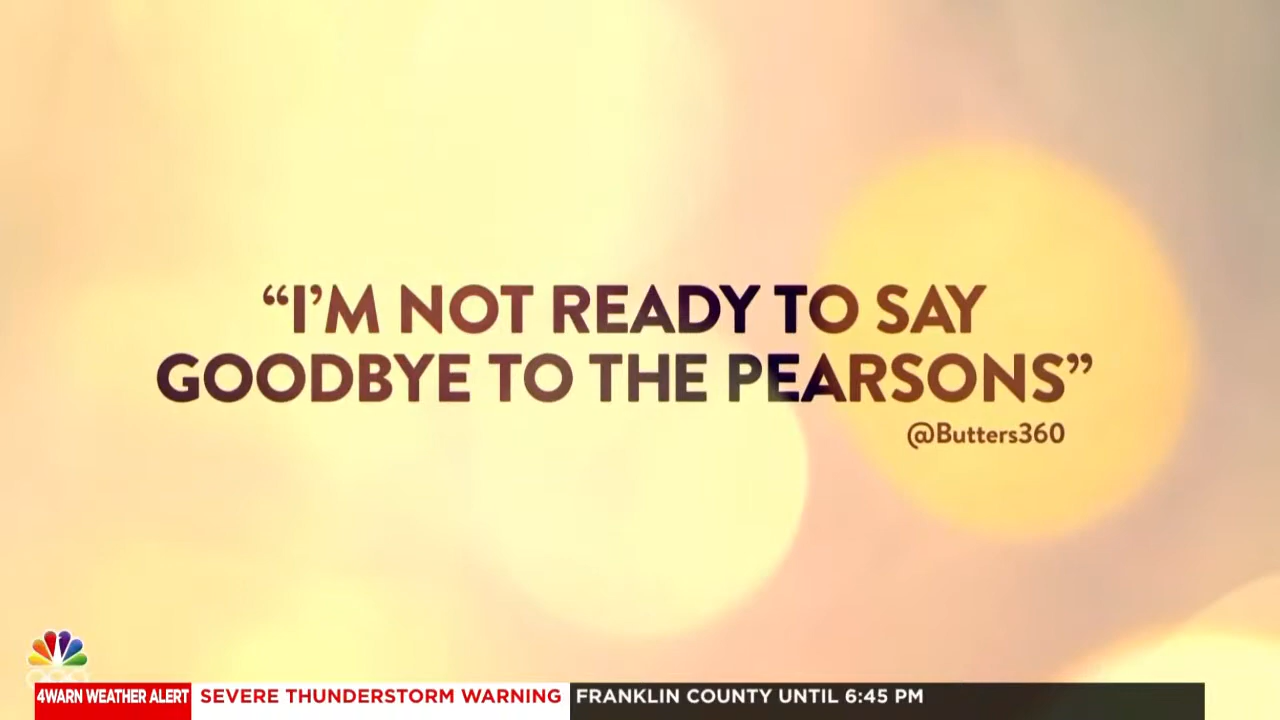 “I’M NOT READY TO SAY
GOODBYE TO THE PEARSONS”
@Butters360
4WARN WEATHER ALERT SEVERE THUNDERSTORM WARNING FRANKLIN COUNTY UNTIL 6:45 PM